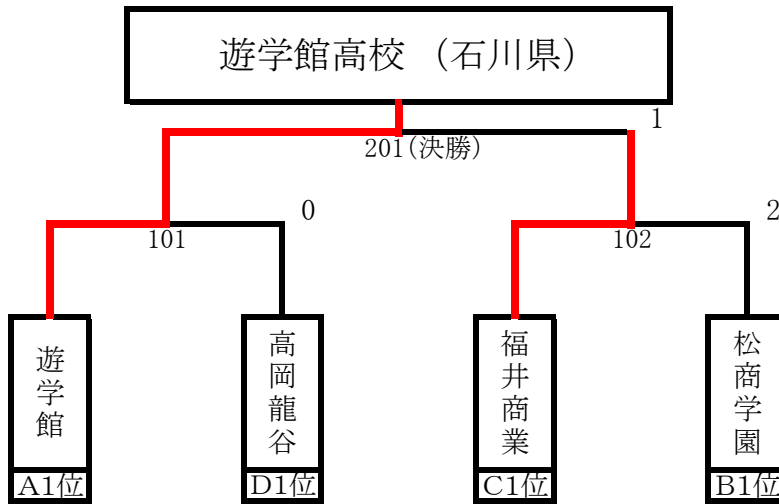 遊学館高校 （石川県）
1
201(決勝)
0
2
101
102
遊学館
高岡龍谷
福井商業
松商学園
A1位
D1位
C1位
B1位